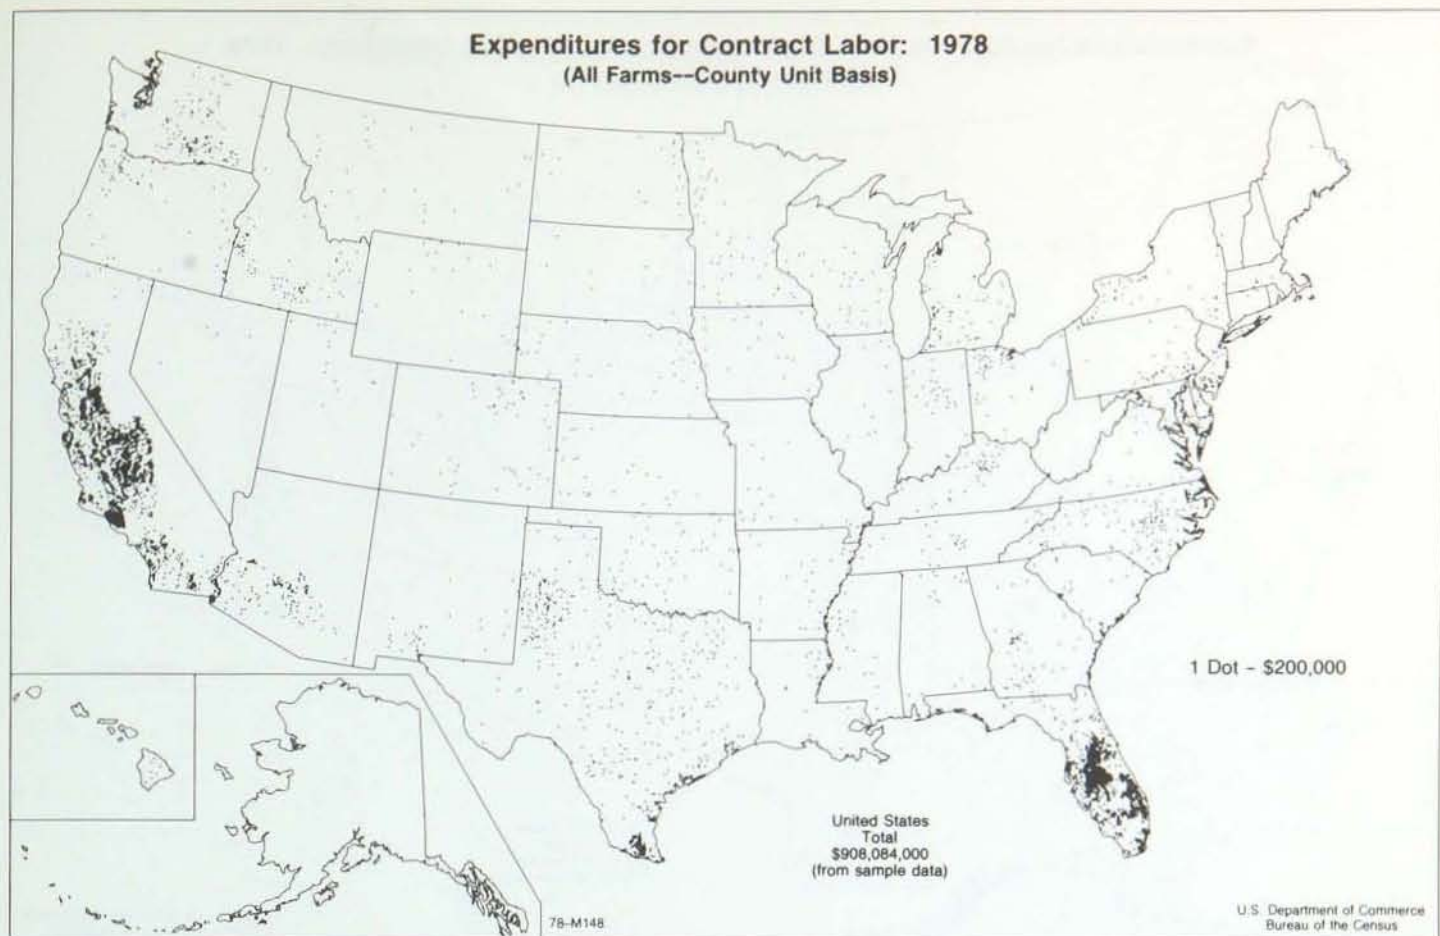 Expenditures for Contract Labor: 1978
(All Farms--County Unit Basis)
1 Dot - $200,000
United States
Total
$908,084,000
(from sample data)
78-M148
U.S. Department of Commerce
Bureau of the Census